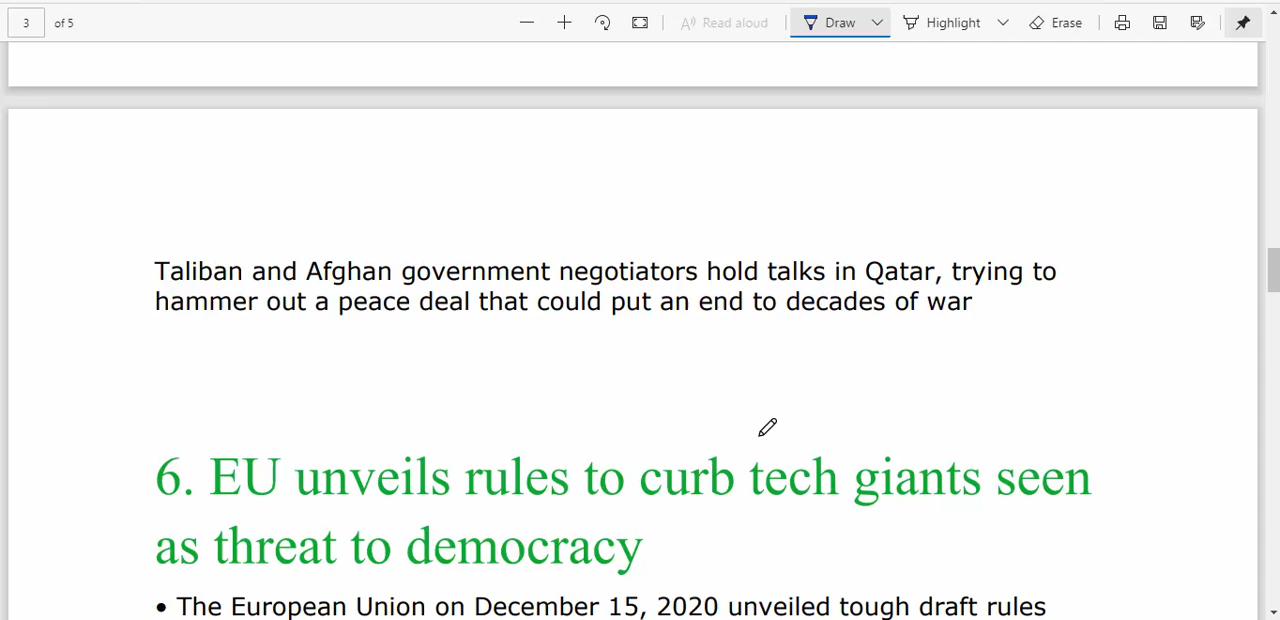 3 of 5 Read aloud Draw Highlight Erase
Taliban and Afghan government negotiators hold talks in Qatar, trying to
hammer out a peace deal that could put an end to decades of war
6. EU unveils rules to curb tech giants seen
as threat to democracy
• The European Union on December 15, 2020 unveiled tough draft rules